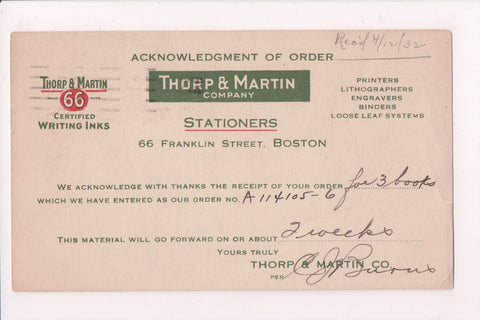 Rec'd 4/12/32
ACKNOWLEDGMENT OF ORDER
THORP & MARTIN
TRADE MARK
66
CERTIFIED
WRITING INKS
THORP & MARTIN
COMPANY
PRINTERS
LITHOGRAPHERS
ENGRAVERS
BINDERS
LOOSE LEAF SYSTEMS
STATIONERS
66 FRANKLIN STREET, BOSTON
WE ACKNOWLEDGE WITH THANKS THE RECEIPT OF YOUR ORDER for 3 books
WHICH WE HAVE ENTERED AS OUR ORDER NO. A 114105-6
THIS MATERIAL WILL GO FORWARD ON OR ABOUT 2 weeks
YOURS TRULY
THORP & MARTIN CO.
PER C J Burns